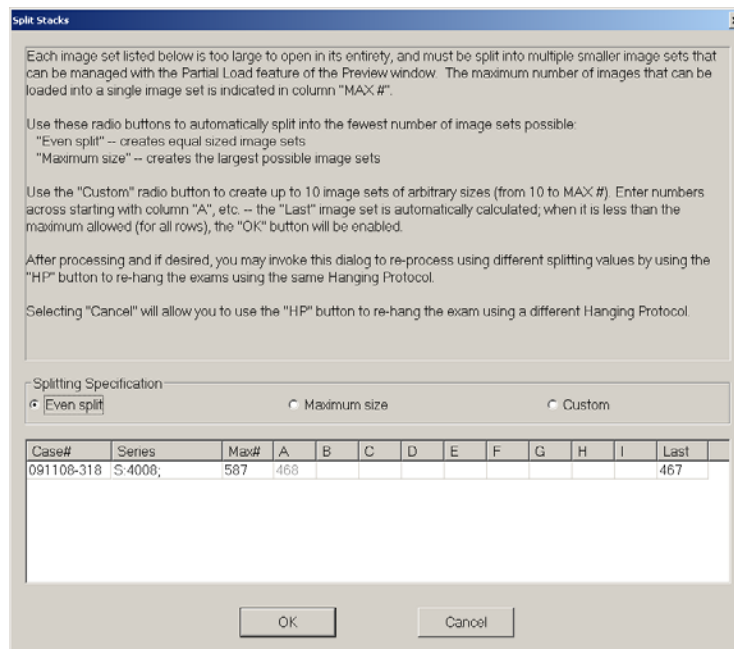 Split Stacks
Each image set listed below is too large to open in its entirety, and must be split into multiple smaller image sets that
can be managed with the Partial Load feature of the Preview window. The maximum number of images that can be
loaded into a single image set is indicated in column "MAX #".
Use these radio buttons to automatically split into the fewest number of image sets possible:
"Even split" -- creates equal sized image sets
"Maximum size" -- creates the largest possible image sets
Use the "Custom" radio button to create up to 10 image sets of arbitrary sizes (from 10 to MAX #). Enter numbers
across starting with column "A", etc. -- the "Last" image set is automatically calculated; when it is less than the
maximum allowed (for all rows), the "OK" button will be enabled.
After processing and if desired, you may invoke this dialog to re-process using different splitting values by using the
"HP" button to re-hang the exams using the same Hanging Protocol.
Selecting "Cancel" will allow you to use the "HP" button to re-hang the exam using a different Hanging Protocol.
Splitting Specification
Even split Maximum size Custom
Case# Series Max# A B C D E F G H I Last
091108-318 S:4008; 587 468 467
OK Cancel